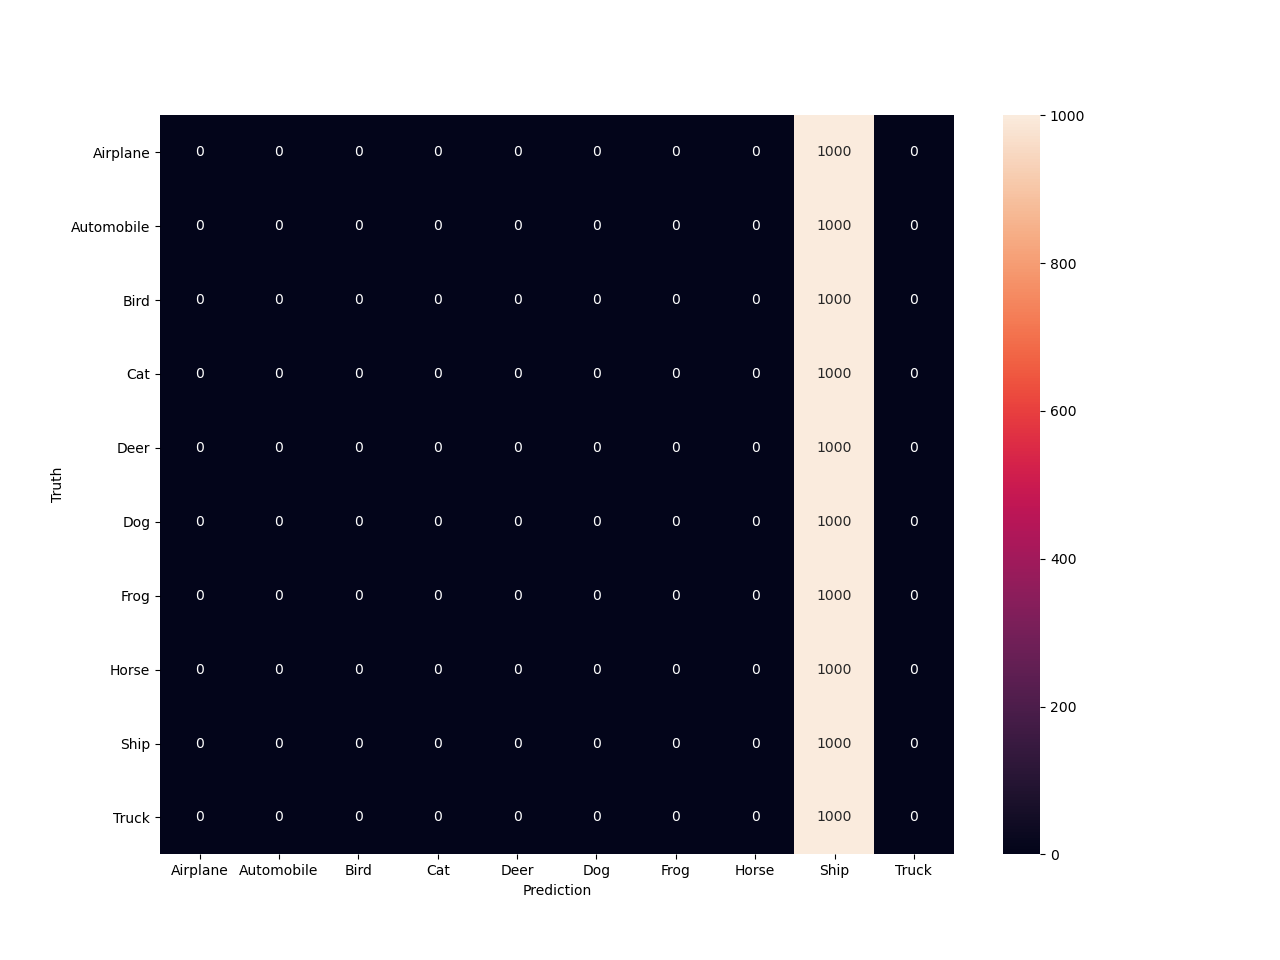 1000
Airplane 0 0 0 0 0 0 0 0 1000 0
Automobile 0 0 0 0 0 0 0 0 1000 0
800
Bird 0 0 0 0 0 0 0 0 1000 0
Cat 0 0 0 0 0 0 0 0 1000 0
600
Deer 0 0 0 0 0 0 0 0 1000 0
Truth
Dog 0 0 0 0 0 0 0 0 1000 0
400
Frog 0 0 0 0 0 0 0 0 1000 0
Horse 0 0 0 0 0 0 0 0 1000 0
200
Ship 0 0 0 0 0 0 0 0 1000 0
Truck 0 0 0 0 0 0 0 0 1000 0
0
Airplane Automobile Bird Cat Deer Dog Frog Horse Ship Truck
Prediction